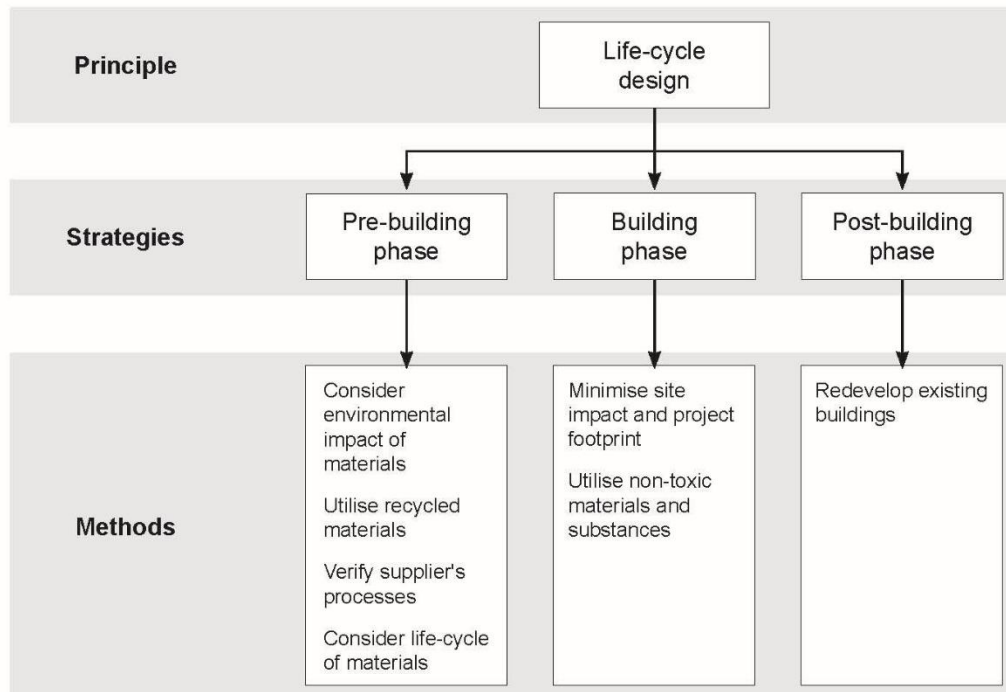 Principle
Life-cycle
design
Strategies
Pre-building
phase
Building
phase
Post-building
phase
Methods
Consider
environmental
impact of
materials
Utilise recycled
materials
Verify supplier's
processes
Consider life-cycle
of materials
Minimise site
impact and project
footprint
Utilise non-toxic
materials and
substances
Redevelop existing
buildings